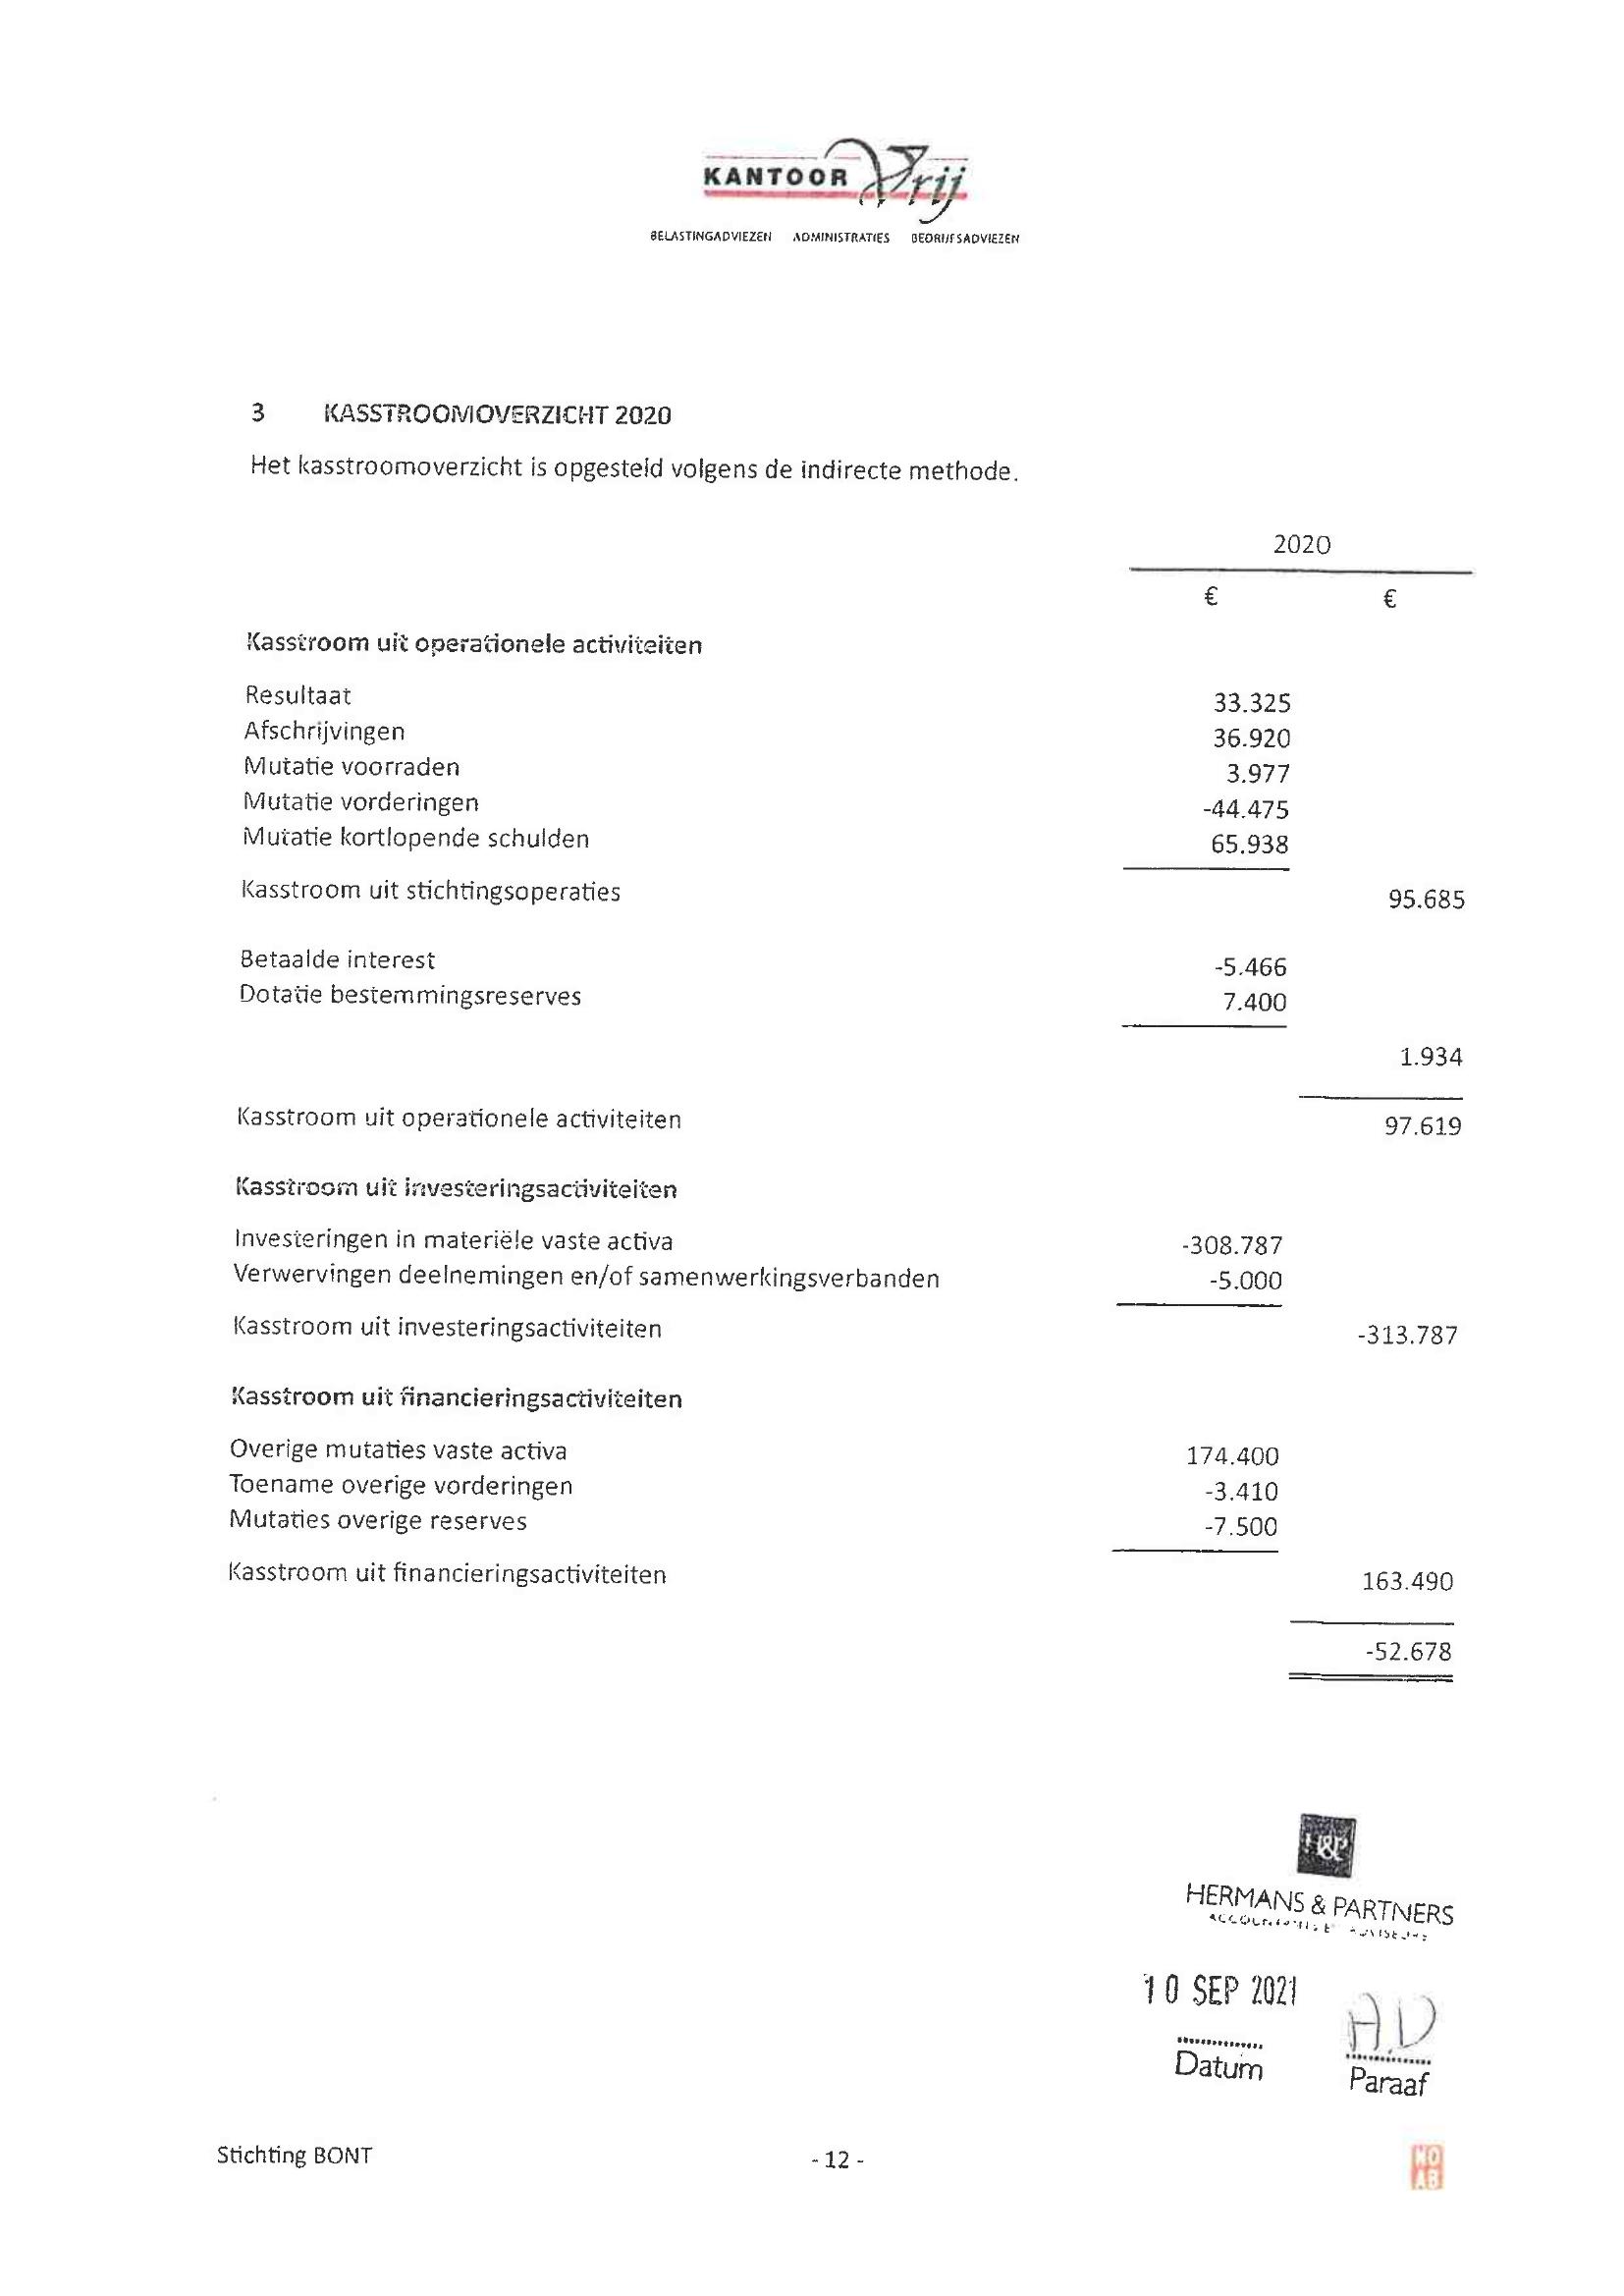 KANTOOR Vrij
BELASTINGADVIEZEN ADMINISTRATIES BEDRIJFSADVIEZEN
3 KASSTROOMOVERZICHT 2020
Het kasstroomoverzicht is opgesteld volgens de indirecte methode.
2020
€ €
Kasstroom uit operationele activiteiten
Resultaat 33.325
Afschrijvingen 36.920
Mutatie voorraden 3.977
Mutatie vorderingen -44.475
Mutatie kortlopende schulden 65.938
Kasstroom uit stichtingsoperaties 95.685
Betaalde interest -5.466
Dotatie bestemmingsreserves 7.400
1.934
Kasstroom uit operationele activiteiten 97.619
Kasstroom uit investeringsactiviteiten
Investeringen in materiële vaste activa -308.787
Verwervingen deelnemingen en/of samenwerkingsverbanden -5.000
Kasstroom uit investeringsactiviteiten -313.787
Kasstroom uit financieringsactiviteiten
Overige mutaties vaste activa 174.400
Toename overige vorderingen -3.410
Mutaties overige reserves -7.500
Kasstroom uit financieringsactiviteiten 163.490
-52.678
H&P
HERMANS & PARTNERS
10 SEP 2021 A.D
Datum Paraaf
Stichting BONT - 12 - NO
AB